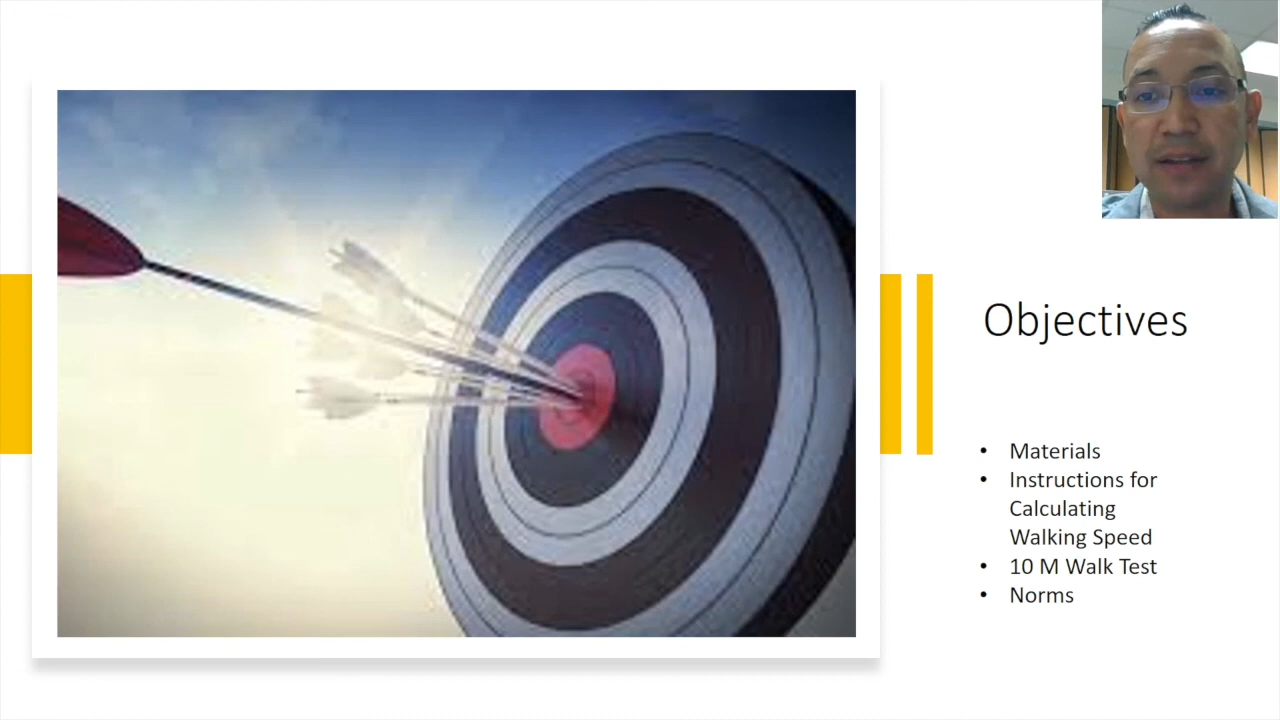 Objectives
• Materials
• Instructions for
Calculating
Walking Speed
• 10 M Walk Test
• Norms